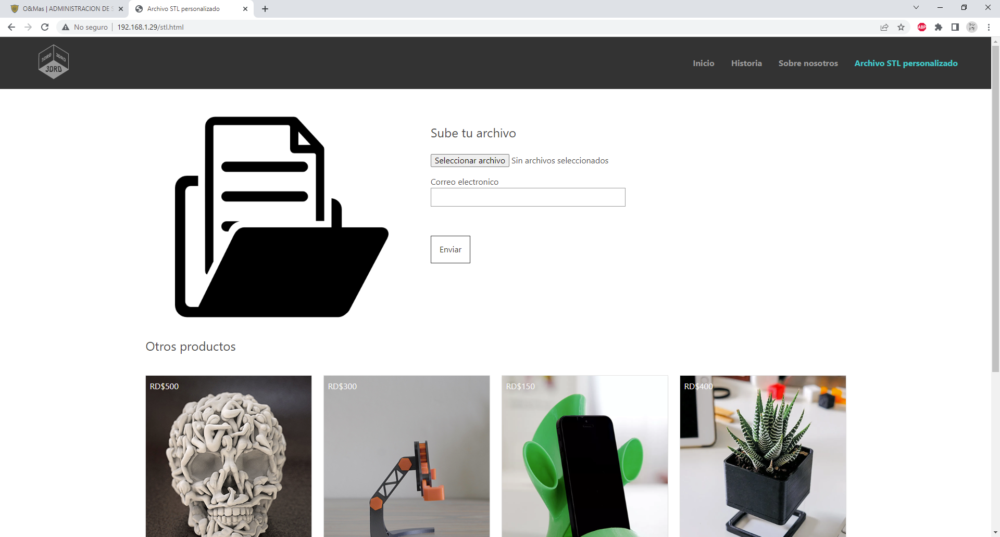 O&Mas | ADMINISTRACION DE S
Archivo STL personalizado
No seguro
192.168.1.29/stl.html
ABP
3DRD 3DRD
3DRD
Inicio Historia Sobre nosotros Archivo STL personalizado
Sube tu archivo
Seleccionar archivo Sin archivos seleccionados
Correo electronico
Enviar
Otros productos
RD$500 RD$300 RD$150 RD$400